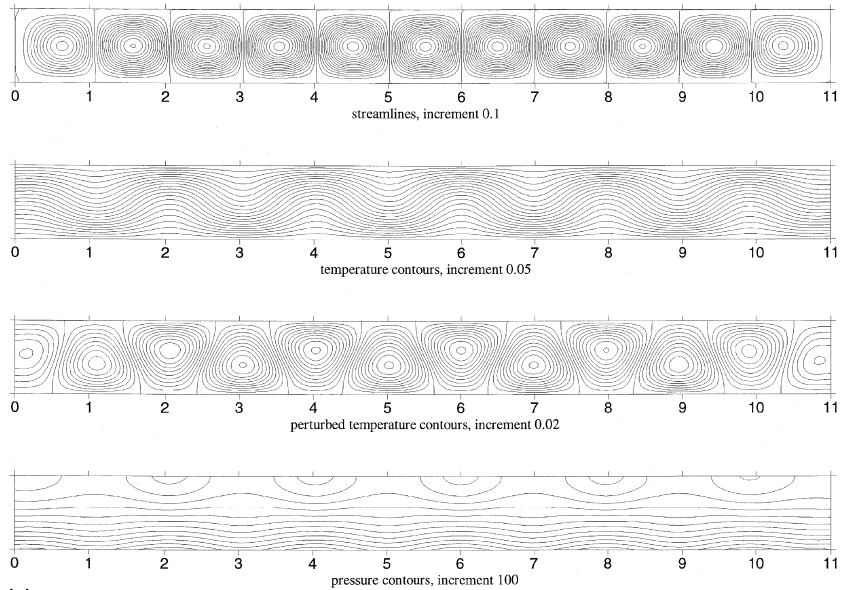 0 1 2 3 4 5 6 7 8 9 10 11
streamlines, increment 0.1
0 1 2 3 4 5 6 7 8 9 10 11
temperature contours, increment 0.05
0 1 2 3 4 5 6 7 8 9 10 11
perturbed temperature contours, increment 0.02
0 1 2 3 4 5 6 7 8 9 10 11
pressure contours, increment 100